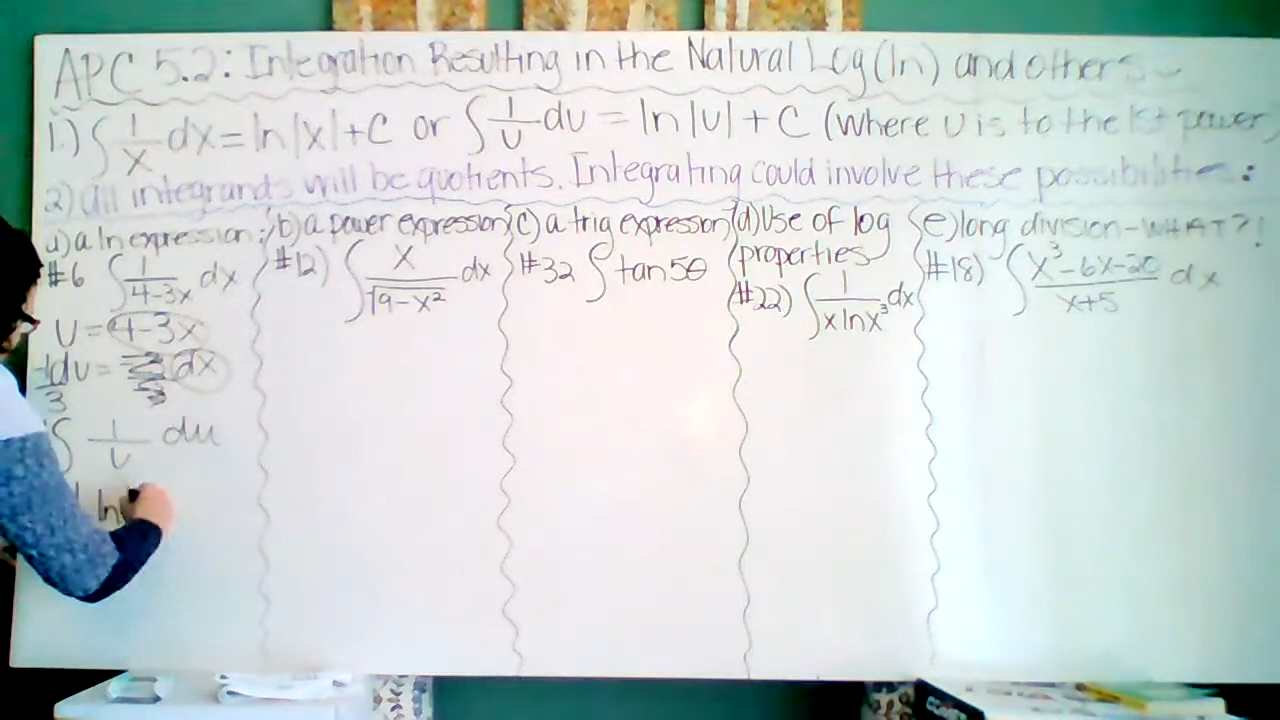 APC 5.2: Integration Resulting in the Natural Log (ln) and others
1.) ∫ 1/x dx = ln|x| + C or ∫ 1/u du = ln|u| + C (where u is to the 1st power)
2) all integrands will be quotients. Integrating could involve these possibilities:
a) a ln expression:
#6 ∫ 1/(4-3x) dx
u = 4-3x
-1/3 du = dx
∫ 1/u du
ln
b) a power expression
#12) ∫ x/√(9-x²) dx
c) a trig expression
#32 ∫ tan5θ
(d) Use of log
properties
#22) ∫ 1/(x ln x³) dx
e) long division - WHAT?!
#18) ∫ (x³-6x-20)/(x+5) dx